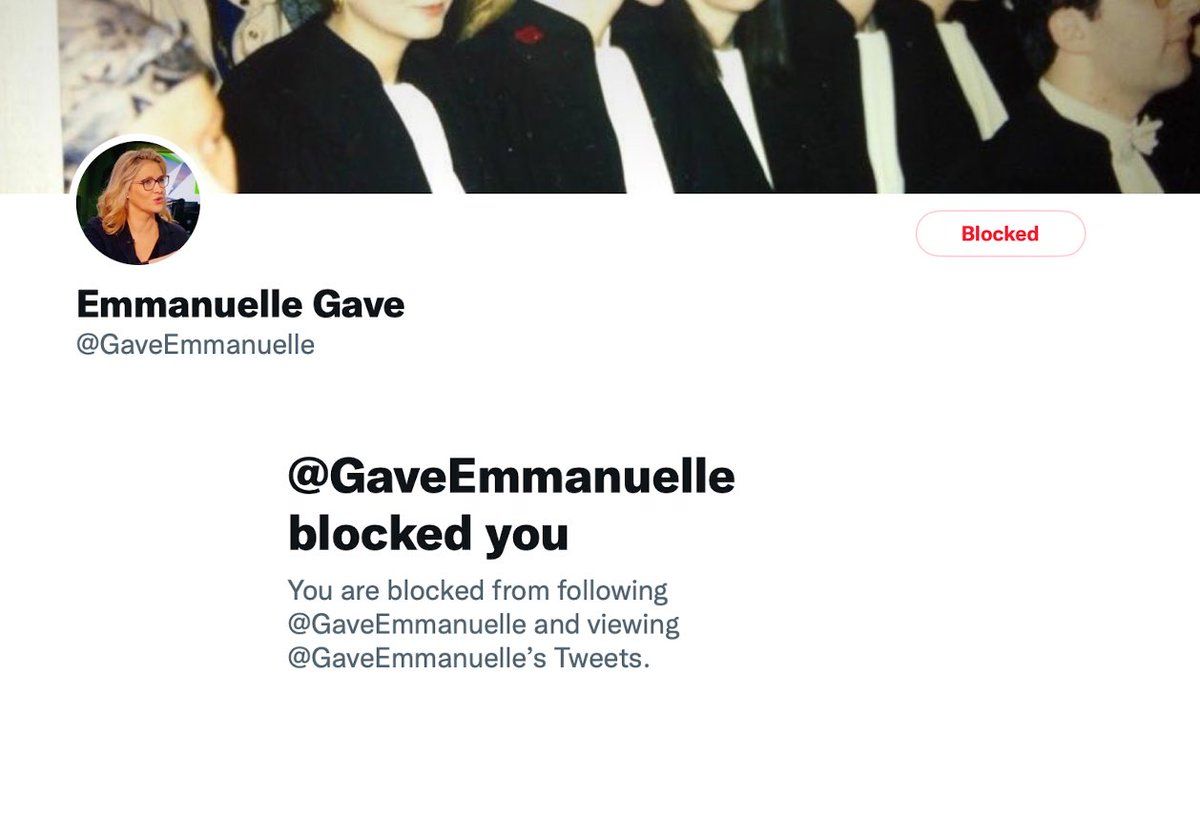 Blocked
Emmanuelle Gave
@GaveEmmanuelle
@GaveEmmanuelle
blocked you
You are blocked from following
@GaveEmmanuelle and viewing
@GaveEmmanuelle’s Tweets.